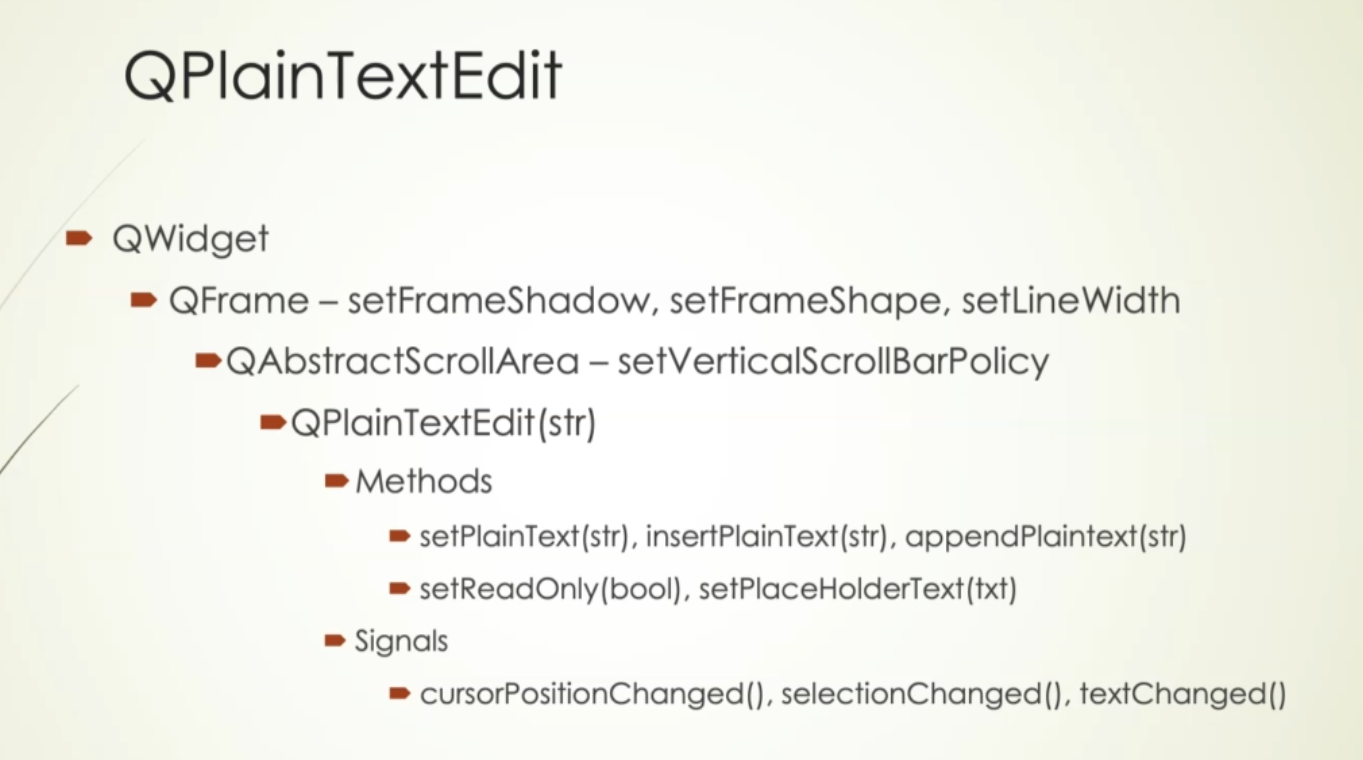 QPlainTextEdit
QWidget
QFrame – setFrameShadow, setFrameShape, setLineWidth
QAbstractScrollArea – setVerticalScrollBarPolicy
QPlainTextEdit(str)
Methods
setPlainText(str), insertPlainText(str), appendPlaintext(str)
setReadOnly(bool), setPlaceHolderText(txt)
Signals
cursorPositionChanged(), selectionChanged(), textChanged()